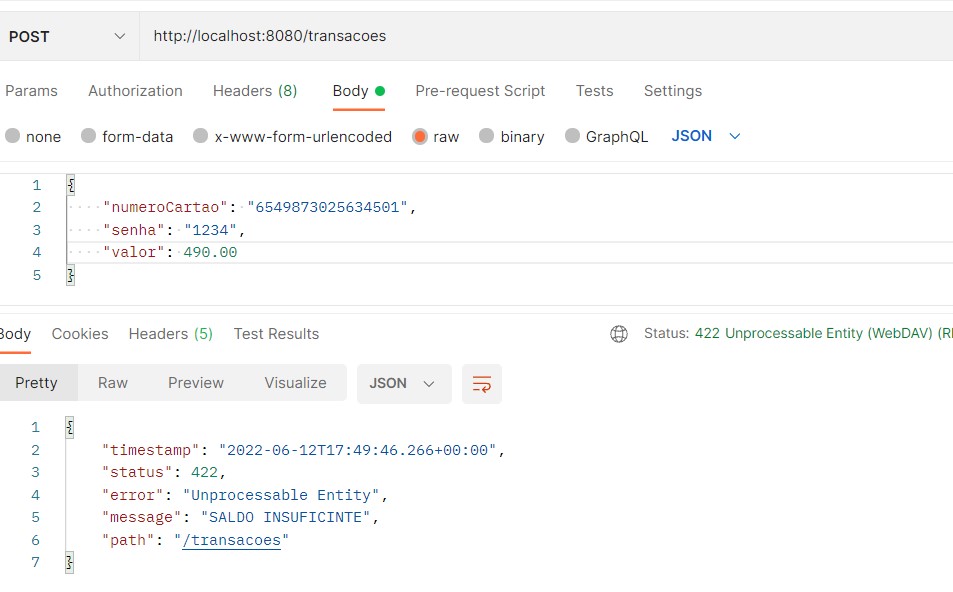 POST http://localhost:8080/transacoes
Params Authorization Headers (8) Body Pre-request Script Tests Settings
none form-data x-www-form-urlencoded raw binary GraphQL JSON
1 {
2 "numeroCartao": "6549873025634501",
3 "senha": "1234",
4 "valor": 490.00
5 }
Body Cookies Headers (5) Test Results Status: 422 Unprocessable Entity (WebDAV) (R
Pretty Raw Preview Visualize JSON
1 {
2 "timestamp": "2022-06-12T17:49:46.266+00:00",
3 "status": 422,
4 "error": "Unprocessable Entity",
5 "message": "SALDO INSUFICINTE",
6 "path": "/transacoes"
7 }